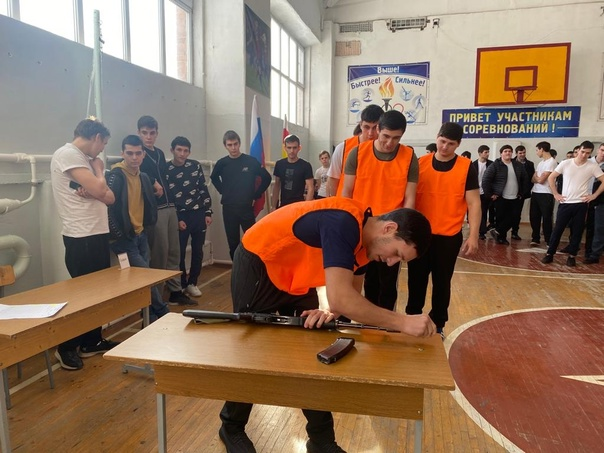 Выше!
Быстрее!
Сильнее!
ПРИВЕТ УЧАСТНИКАМ
СОРЕВНОВАНИЙ !